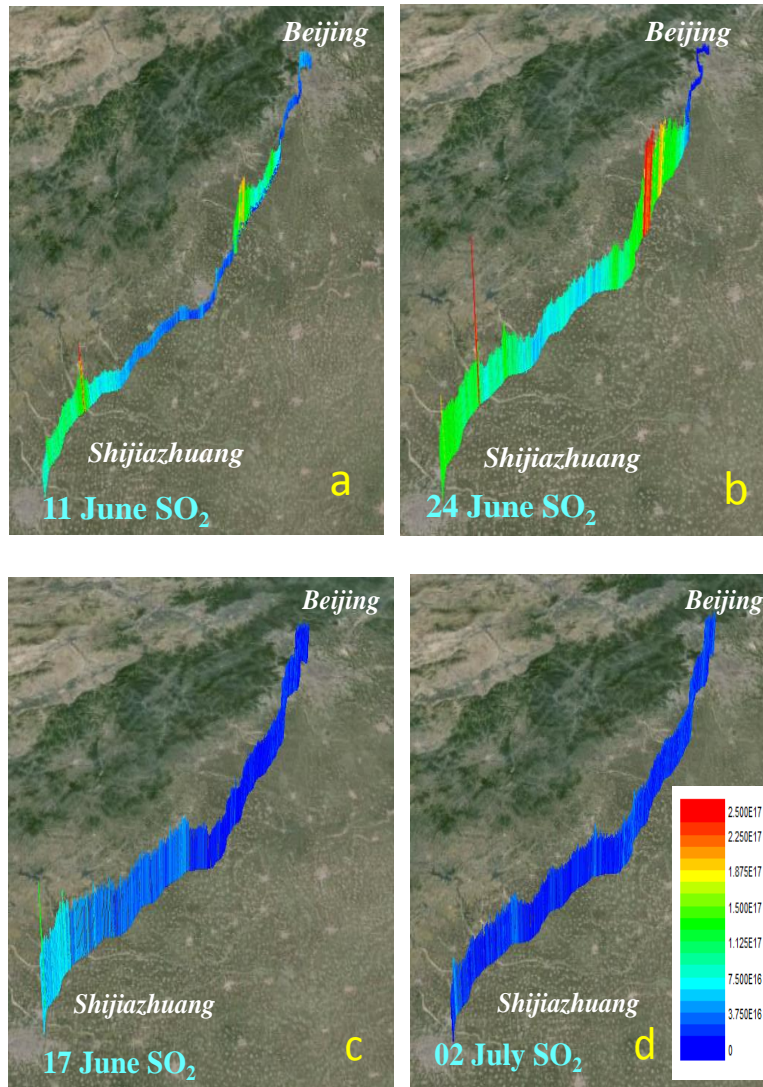 Beijing
Shijiazhuang
a
11 June SO₂
Beijing
Shijiazhuang
b
24 June SO₂
Beijing
Shijiazhuang
c
17 June SO₂
Beijing
Shijiazhuang
d
02 July SO₂
2.500E17
2.250E17
1.875E17
1.500E17
1.125E17
7.500E16
3.750E16
0